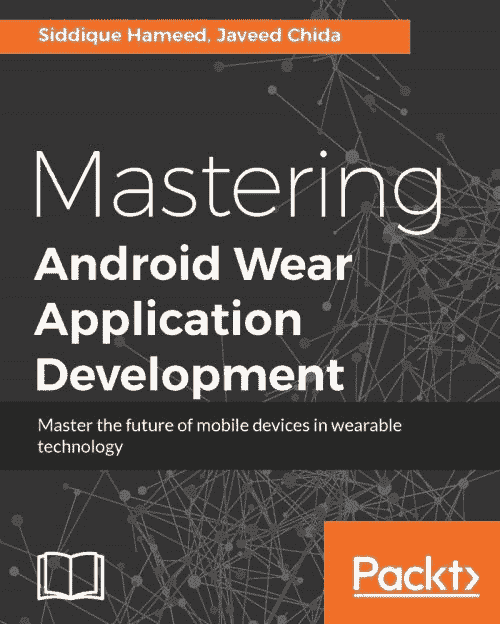 Siddique Hameed, Javeed Chida
Mastering
Android Wear
Application
Development
Master the future of mobile devices in wearable
technology
Packt>